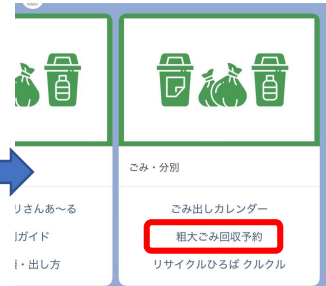 ごみ・分別
リさんあ〜る
ごみ出しカレンダー
ガイド
粗大ごみ回収予約
・出し方
リサイクルひろば クルクル